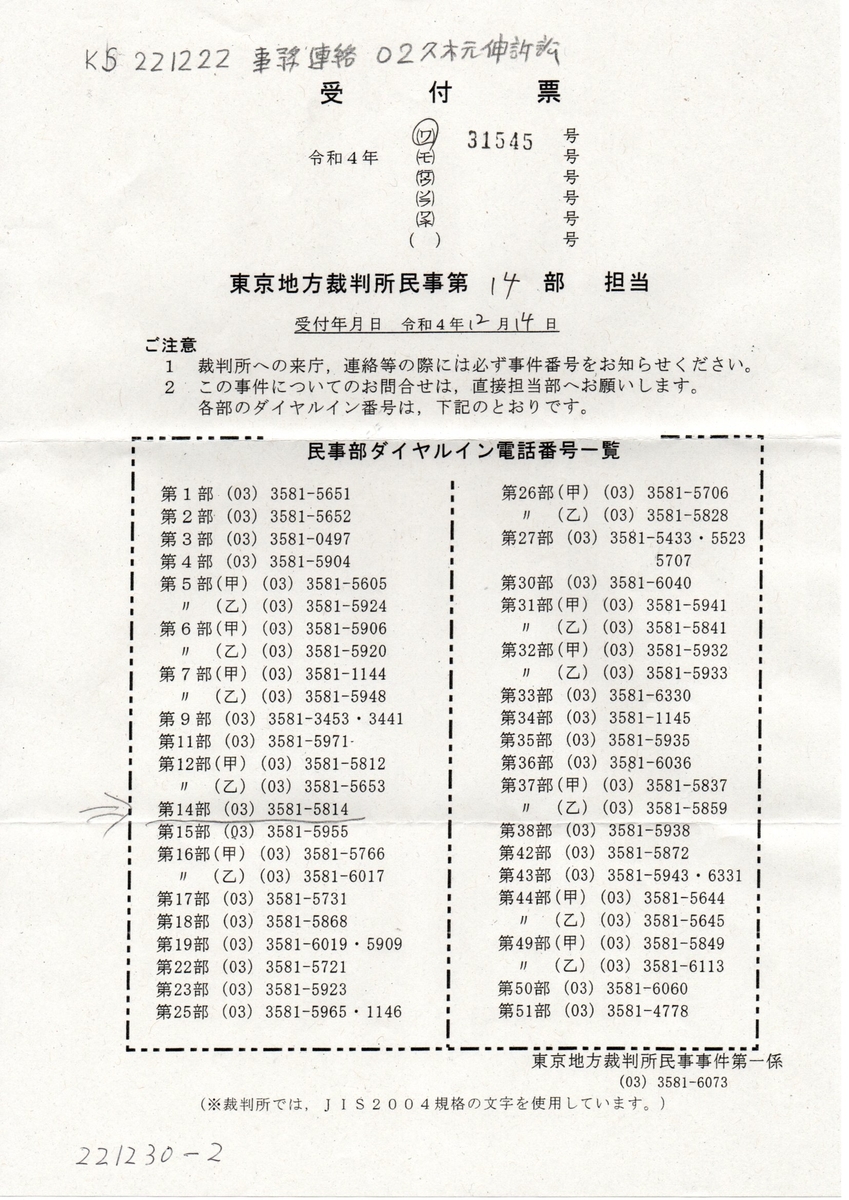 KS 221222 事務連絡 02久木元伸訴訟
受付票
(ワ) 31545 号
令和4年 (モ) 号
号
号
号
( ) 号
東京地方裁判所民事第 14 部 担当
受付年月日 令和4年12月14日
ご注意
1 裁判所への来庁,連絡等の際には必ず事件番号をお知らせください。
2 この事件についてのお問合せは,直接担当部へお願いします。
各部のダイヤルイン番号は,下記のとおりです。
民事部ダイヤルイン電話番号一覧
第1部 (03) 3581-5651
第2部 (03) 3581-5652
第3部 (03) 3581-0497
第4部 (03) 3581-5904
第5部(甲) (03) 3581-5605
〃 (乙) (03) 3581-5924
第6部(甲) (03) 3581-5906
〃 (乙) (03) 3581-5920
第7部(甲) (03) 3581-1144
〃 (乙) (03) 3581-5948
第9部 (03) 3581-3453・3441
第11部 (03) 3581-5971
第12部(甲) (03) 3581-5812
〃 (乙) (03) 3581-5653
第14部 (03) 3581-5814
第15部 (03) 3581-5955
第16部(甲) (03) 3581-5766
〃 (乙) (03) 3581-6017
第17部 (03) 3581-5731
第18部 (03) 3581-5868
第19部 (03) 3581-6019・5909
第22部 (03) 3581-5721
第23部 (03) 3581-5923
第25部 (03) 3581-5965・1146
第26部(甲) (03) 3581-5706
〃 (乙) (03) 3581-5828
第27部 (03) 3581-5433・5523
5707
第30部 (03) 3581-6040
第31部(甲) (03) 3581-5941
〃 (乙) (03) 3581-5841
第32部(甲) (03) 3581-5932
〃 (乙) (03) 3581-5933
第33部 (03) 3581-6330
第34部 (03) 3581-1145
第35部 (03) 3581-5935
第36部 (03) 3581-6036
第37部(甲) (03) 3581-5837
〃 (乙) (03) 3581-5859
第38部 (03) 3581-5938
第42部 (03) 3581-5872
第43部 (03) 3581-5943・6331
第44部(甲) (03) 3581-5644
〃 (乙) (03) 3581-5645
第49部(甲) (03) 3581-5849
〃 (乙) (03) 3581-6113
第50部 (03) 3581-6060
第51部 (03) 3581-4778
東京地方裁判所民事事件第一係
(03) 3581-6073
(※裁判所では,JIS2004規格の文字を使用しています。)
221230-2